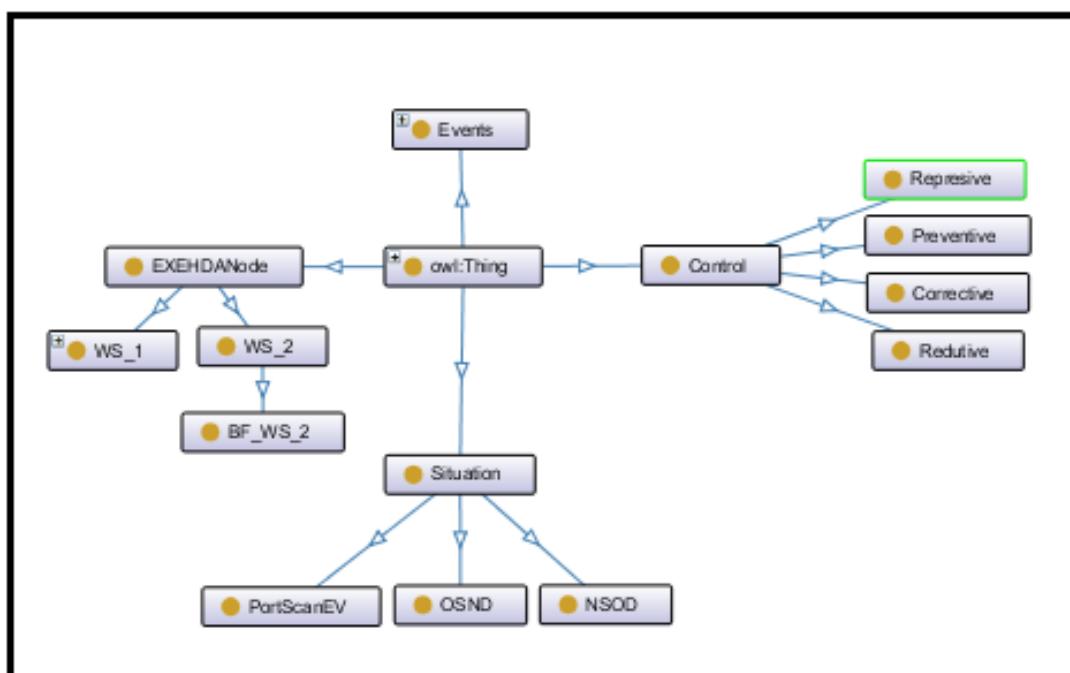 Events
Represive
Preventive
EXEHDANode
owl:Thing
Control
Corrective
WS_1
WS_2
Redutive
BF_WS_2
Situation
PortScanEV
OSND
NSOD